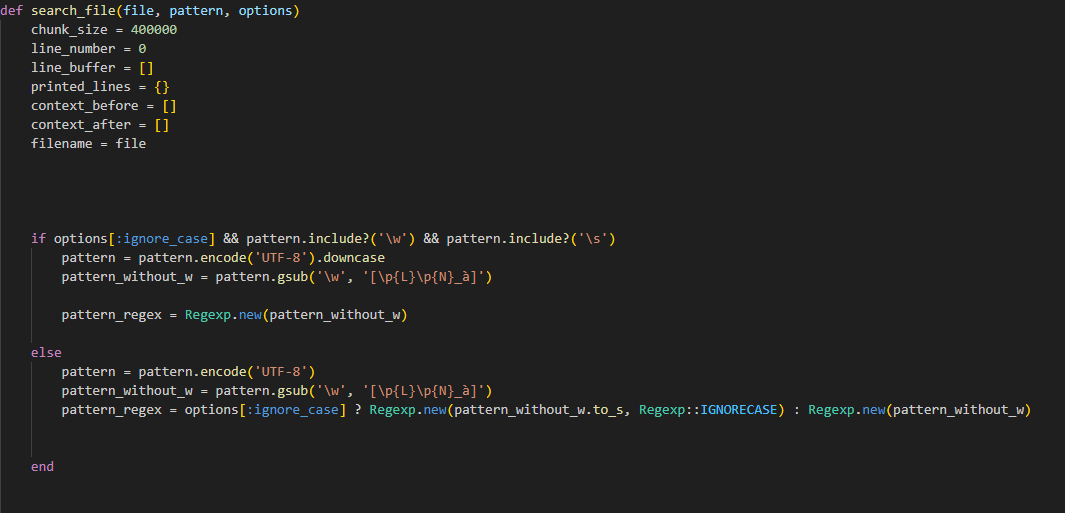 def search_file(file, pattern, options)
chunk_size = 400000
line_number = 0
line_buffer = []
printed_lines = {}
context_before = []
context_after = []
filename = file
if options[:ignore_case] && pattern.include?('\w') && pattern.include?('\s')
pattern = pattern.encode('UTF-8').downcase
pattern_without_w = pattern.gsub('\w', '[\p{L}\p{N}_à]')
pattern_regex = Regexp.new(pattern_without_w)
else
pattern = pattern.encode('UTF-8')
pattern_without_w = pattern.gsub('\w', '[\p{L}\p{N}_à]')
pattern_regex = options[:ignore_case] ? Regexp.new(pattern_without_w.to_s, Regexp::IGNORECASE) : Regexp.new(pattern_without_w)
end